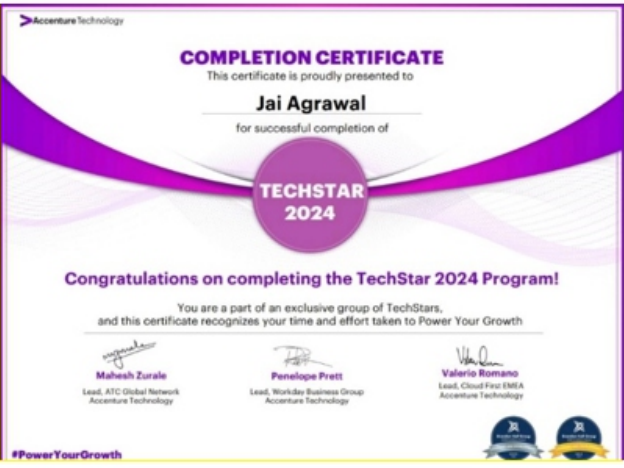 Accenture Technology
COMPLETION CERTIFICATE
This certificate is proudly presented to
Jai Agrawal
for successful completion of
TECHSTAR
2024
Congratulations on completing the TechStar 2024 Program!
You are a part of an exclusive group of TechStars,
and this certificate recognizes your time and effort taken to Power Your Growth
Mahesh Zurale
Lead, ATC Global Network
Accenture Technology
Penelope Prett
Lead, Workday Business Group
Accenture Technology
Valerio Romano
Lead, Cloud First EMEA
Accenture Technology
#PowerYourGrowth